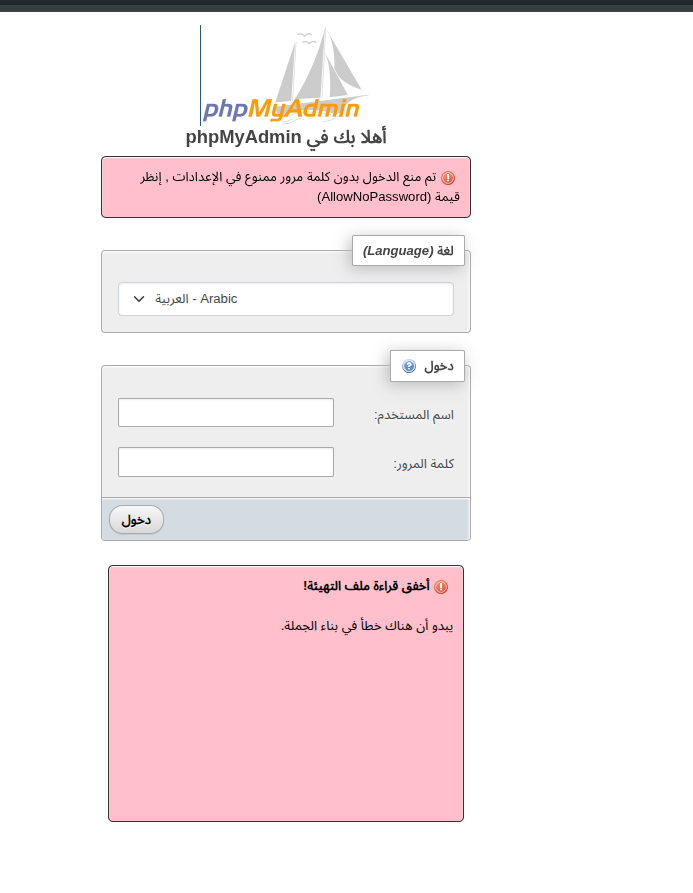 phpMyAdmin
أهلا بك في phpMyAdmin
تم منع الدخول بدون كلمة مرور ممنوع في الإعدادات , إنظر
قيمة (AllowNoPassword)
لغة (Language)
العربية - Arabic
دخول
اسم المستخدم:
كلمة المرور:
دخول
أخفق قراءة ملف التهيئة!
يبدو أن هناك خطأ في بناء الجملة.